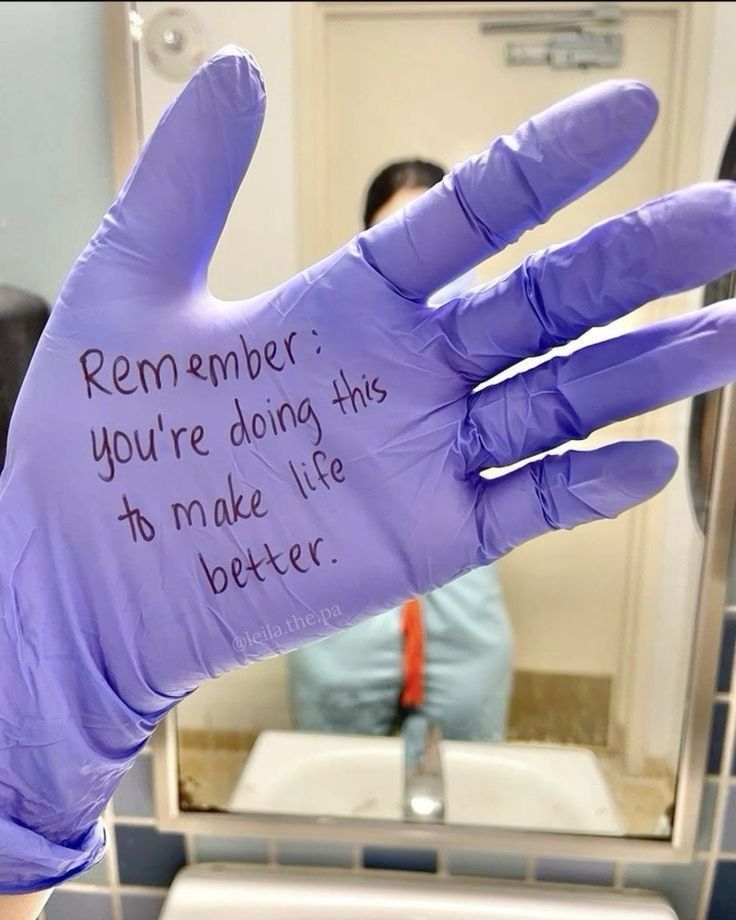 Remember:
you're doing this
to make life
better.
@leila.the.pa